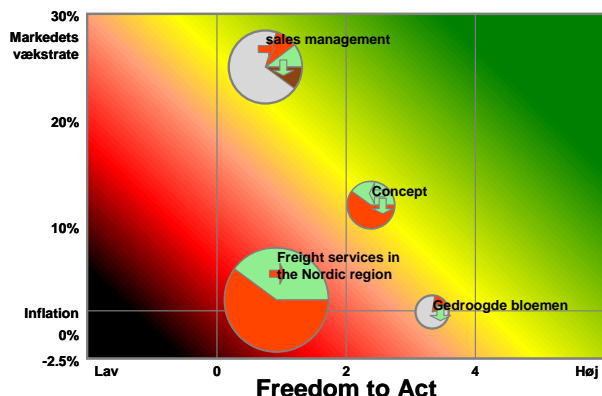 30%
Markedets
vækstrate
sales management
20%
Concept
10%
Freight services in
the Nordic region
Gedroogde bloemen
Inflation
0%
-2.5%
Lav 0 2 4 Høj
Freedom to Act